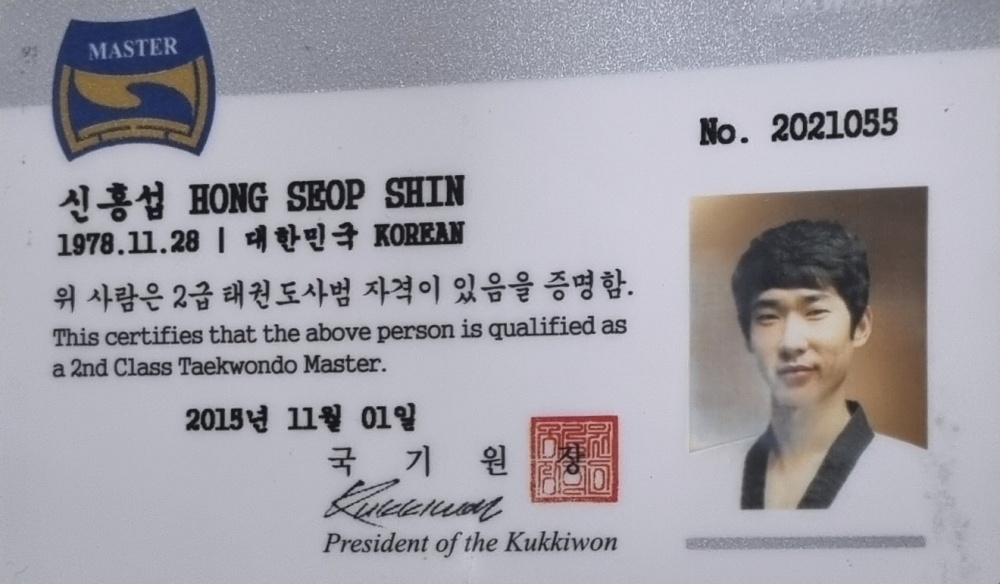 MASTER
No. 2021055
신홍섭 HONG SEOP SHIN
1978.11.28 | 대한민국 KOREAN
위 사람은 2급 태권도사범 자격이 있음을 증명함.
This certifies that the above person is qualified as
a 2nd Class Taekwondo Master.
2015년 11월 01일
국 기 원 장
Kukkiwon
President of the Kukkiwon